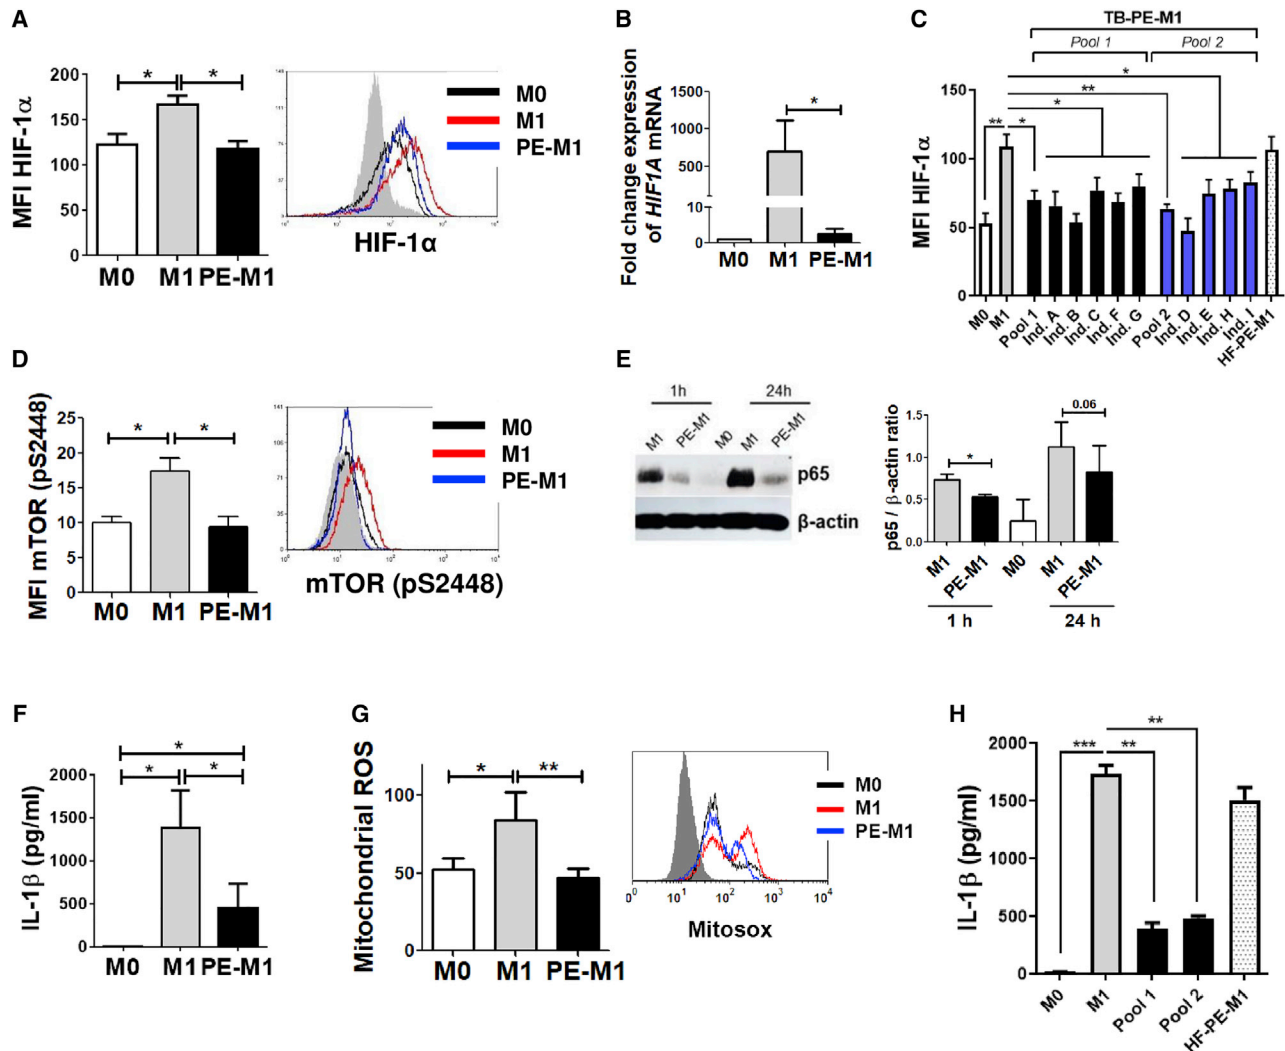 A
MFI HIF-1α
200
150
100
50
0
*
*
M0 M1 PE-M1
M0
M1
PE-M1
HIF-1α
B
Fold change expression
of HIF1A mRNA
1500
1000
500
10
0
*
M0 M1 PE-M1
C
TB-PE-M1
Pool 1 Pool 2
MFI HIF-1α
150
100
50
0
*
**
*
** *
M0
M1
Pool 1
Ind. A
Ind. B
Ind. C
Ind. F
Ind. G
Pool 2
Ind. D
Ind. E
Ind. H
Ind. I
HF-PE-M1
D
MFI mTOR (pS2448)
25
20
15
10
5
0
* *
M0 M1 PE-M1
M0
M1
PE-M1
mTOR (pS2448)
E
1h 24h
M1 PE-M1 M0 M1 PE-M1
p65
β-actin
p65 / β-actin ratio
1.5
1.0
0.5
0.0
*
0.06
M1
PE-M1
M0
M1
PE-M1
1 h 24 h
F
IL-1β (pg/ml)
2000
1500
1000
500
0
*
* *
M0 M1 PE-M1
G
Mitochondrial ROS
100
50
0
* **
M0 M1 PE-M1
M0
M1
PE-M1
0 10¹ 10² 10³ 10⁴
Mitosox
H
IL-1β (pg/ml)
2000
1500
1000
500
0
**
*** **
M0
M1
Pool 1
Pool 2
HF-PE-M1